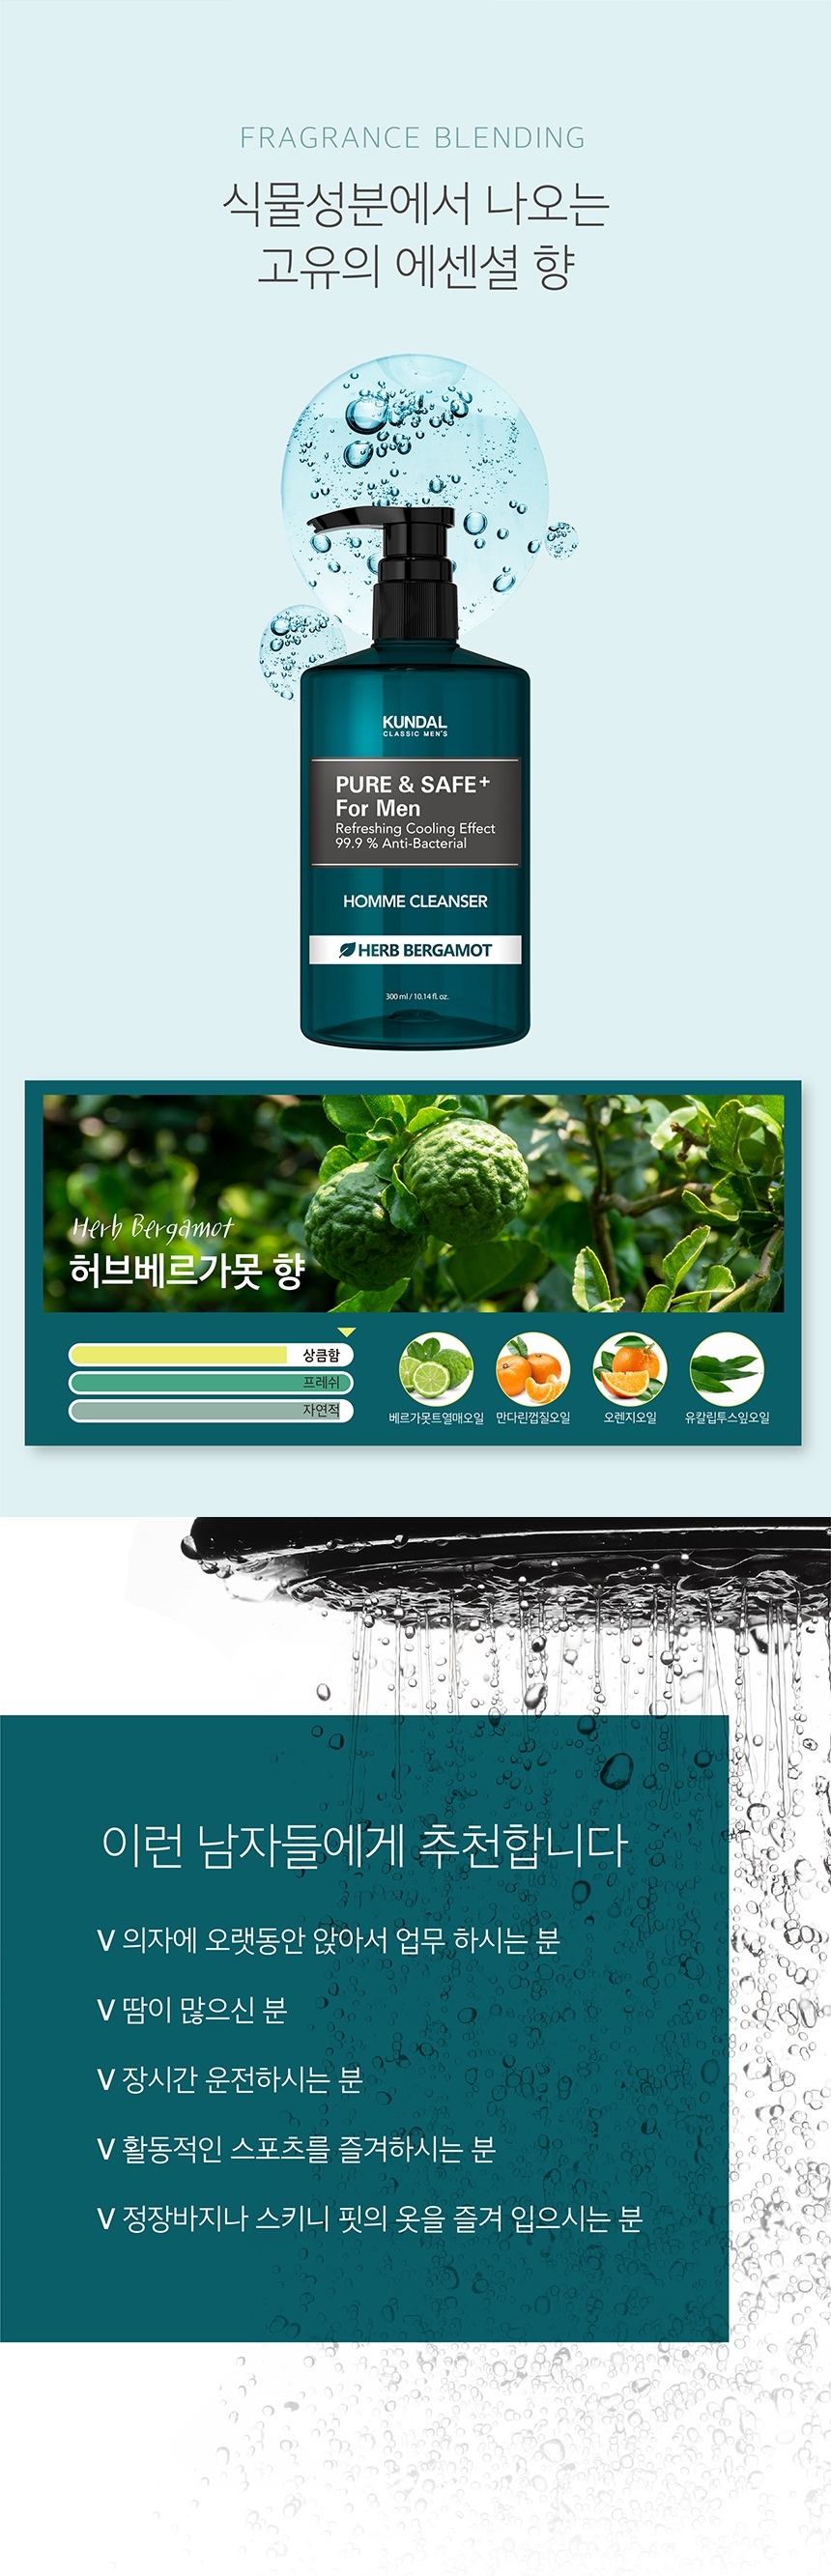 FRAGRANCE BLENDING
식물성분에서 나오는
고유의 에센셜 향
KUNDAL
CLASSIC MEN'S
PURE & SAFE+
For Men
Refreshing Cooling Effect
99.9 % Anti-Bacterial
HOMME CLEANSER
HERB BERGAMOT
300 ml / 10.14 fl. oz.
Herb Bergamot
허브베르가못 향
상큼함
프레쉬
자연적
베르가못트열매오일 만다린껍질오일 오렌지오일 유칼립투스잎오일
이런 남자들에게 추천합니다
V 의자에 오랫동안 앉아서 업무 하시는 분
V 땀이 많으신 분
V 장시간 운전하시는 분
V 활동적인 스포츠를 즐겨하시는 분
V 정장바지나 스키니 핏의 옷을 즐겨 입으시는 분